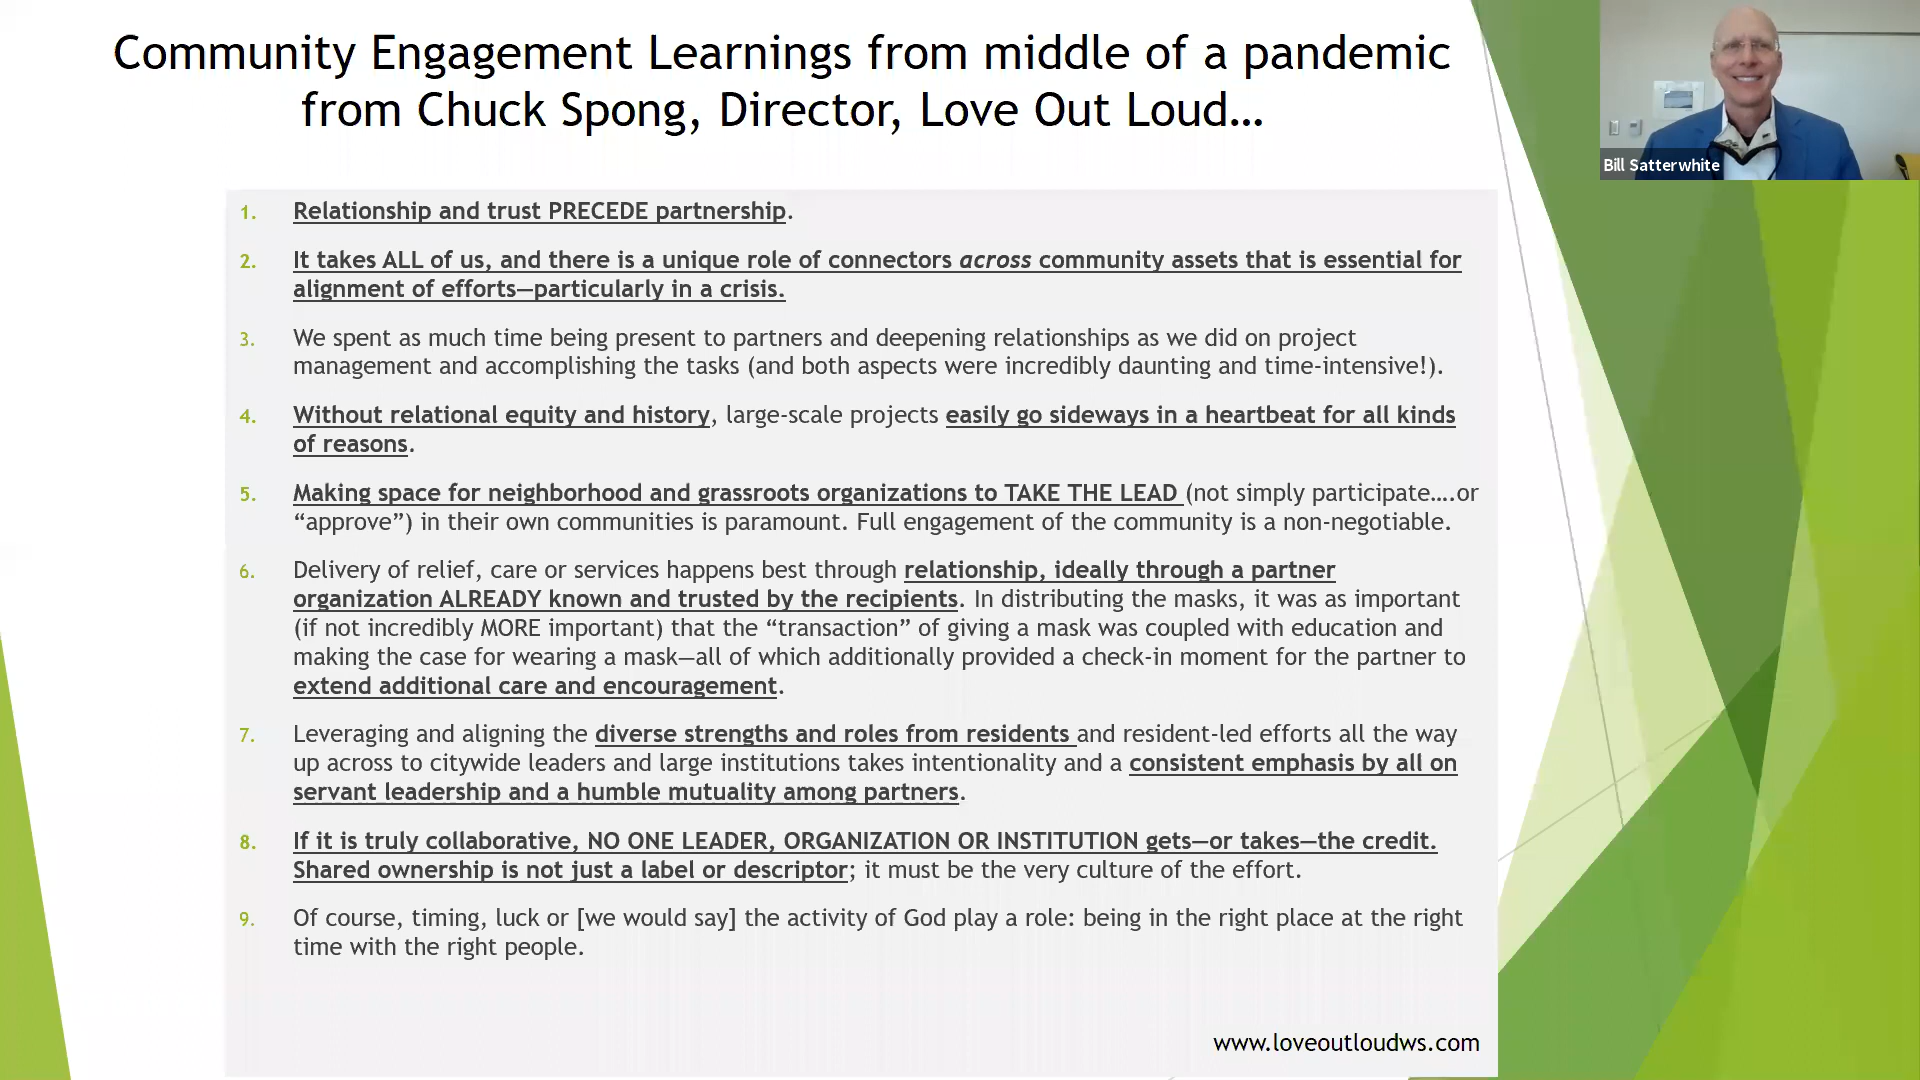 Community Engagement Learnings from middle of a pandemic
from Chuck Spong, Director, Love Out Loud…
Bill Satterwhite
1. Relationship and trust PRECEDE partnership.
2. It takes ALL of us, and there is a unique role of connectors across community assets that is essential for
alignment of efforts—particularly in a crisis.
3. We spent as much time being present to partners and deepening relationships as we did on project
management and accomplishing the tasks (and both aspects were incredibly daunting and time-intensive!).
4. Without relational equity and history, large-scale projects easily go sideways in a heartbeat for all kinds
of reasons.
5. Making space for neighborhood and grassroots organizations to TAKE THE LEAD (not simply participate….or
“approve”) in their own communities is paramount. Full engagement of the community is a non-negotiable.
6. Delivery of relief, care or services happens best through relationship, ideally through a partner
organization ALREADY known and trusted by the recipients. In distributing the masks, it was as important
(if not incredibly MORE important) that the “transaction” of giving a mask was coupled with education and
making the case for wearing a mask—all of which additionally provided a check-in moment for the partner to
extend additional care and encouragement.
7. Leveraging and aligning the diverse strengths and roles from residents and resident-led efforts all the way
up across to citywide leaders and large institutions takes intentionality and a consistent emphasis by all on
servant leadership and a humble mutuality among partners.
8. If it is truly collaborative, NO ONE LEADER, ORGANIZATION OR INSTITUTION gets—or takes—the credit.
Shared ownership is not just a label or descriptor; it must be the very culture of the effort.
9. Of course, timing, luck or [we would say] the activity of God play a role: being in the right place at the right
time with the right people.
www.loveoutloudws.com